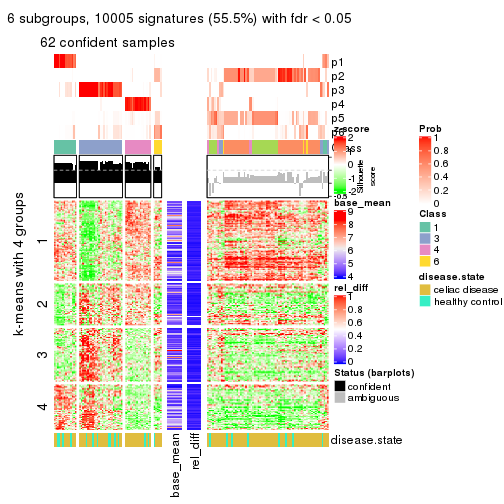 6 subgroups, 10005 signatures (55.5%) with fdr < 0.05
62 confident samples
p1
p2
p3
p4
p5
p6
Class
Silhouette
score
-0.5
k-means with 4 groups
1
2
3
4
base_mean
rel_diff
disease.state
z-score
2
1
0
-1
-2
base_mean
9
8
7
6
5
4
rel_diff
1
0.8
0.6
0.4
0.2
0
Status (barplots)
confident
ambiguous
Prob
1
0.8
0.6
0.4
0.2
0
Class
1
3
4
6
disease.state
celiac disease
healthy control